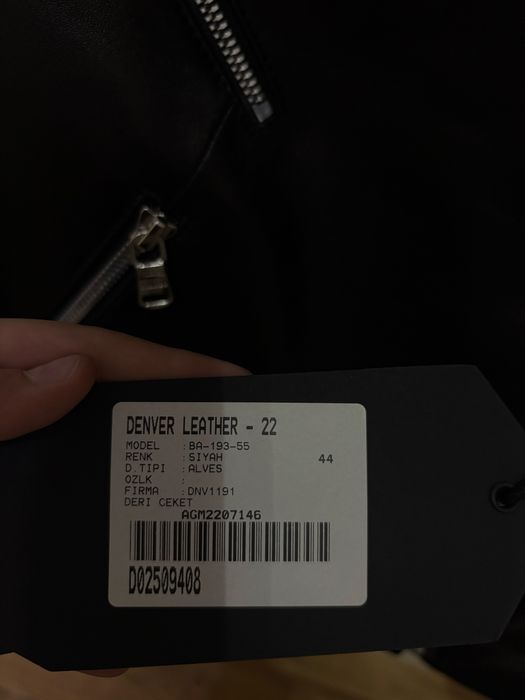 DENVER LEATHER - 22
MODEL : BA-193-55
RENK : SIYAH 44
D.TIPI : ALVES
OZLK :
FIRMA : DNV1191
DERI CEKET
AGM2207146
D02509408